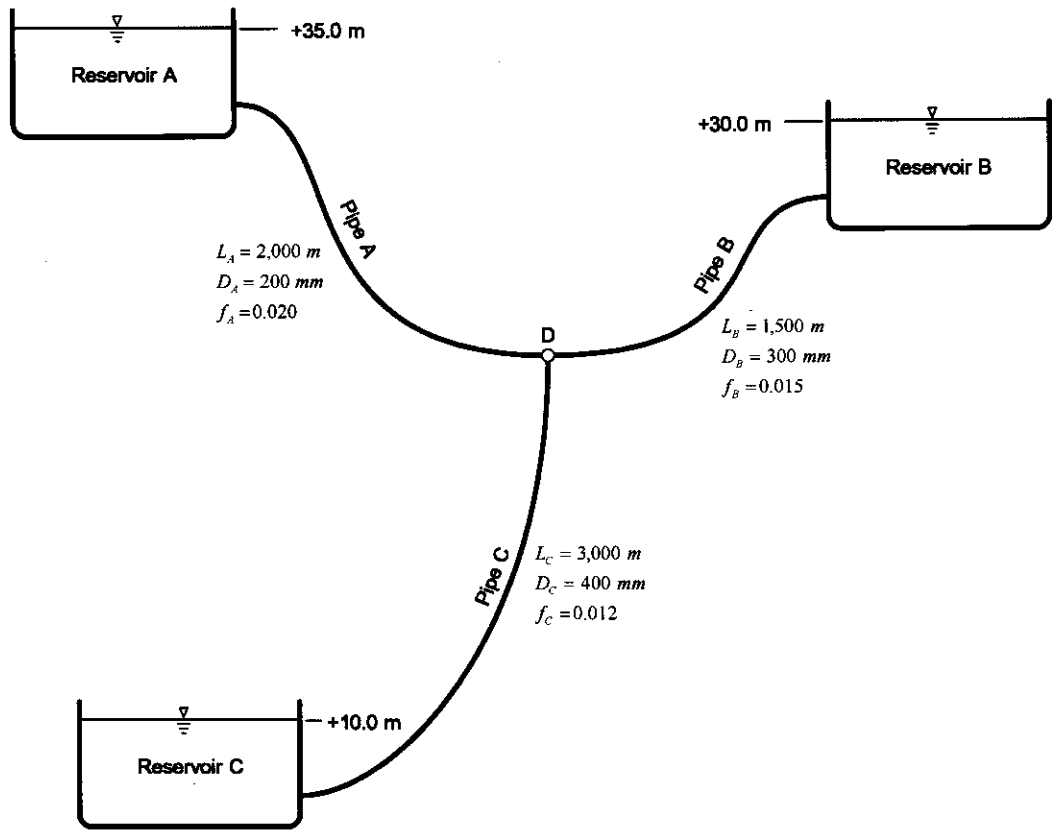 +35.0 m
Reservoir A
+30.0 m
Reservoir B
Pipe A
L_A = 2,000 m
D_A = 200 mm
f_A = 0.020
Pipe B
D
L_B = 1,500 m
D_B = 300 mm
f_B = 0.015
Pipe C
L_C = 3,000 m
D_C = 400 mm
f_C = 0.012
+10.0 m
Reservoir C